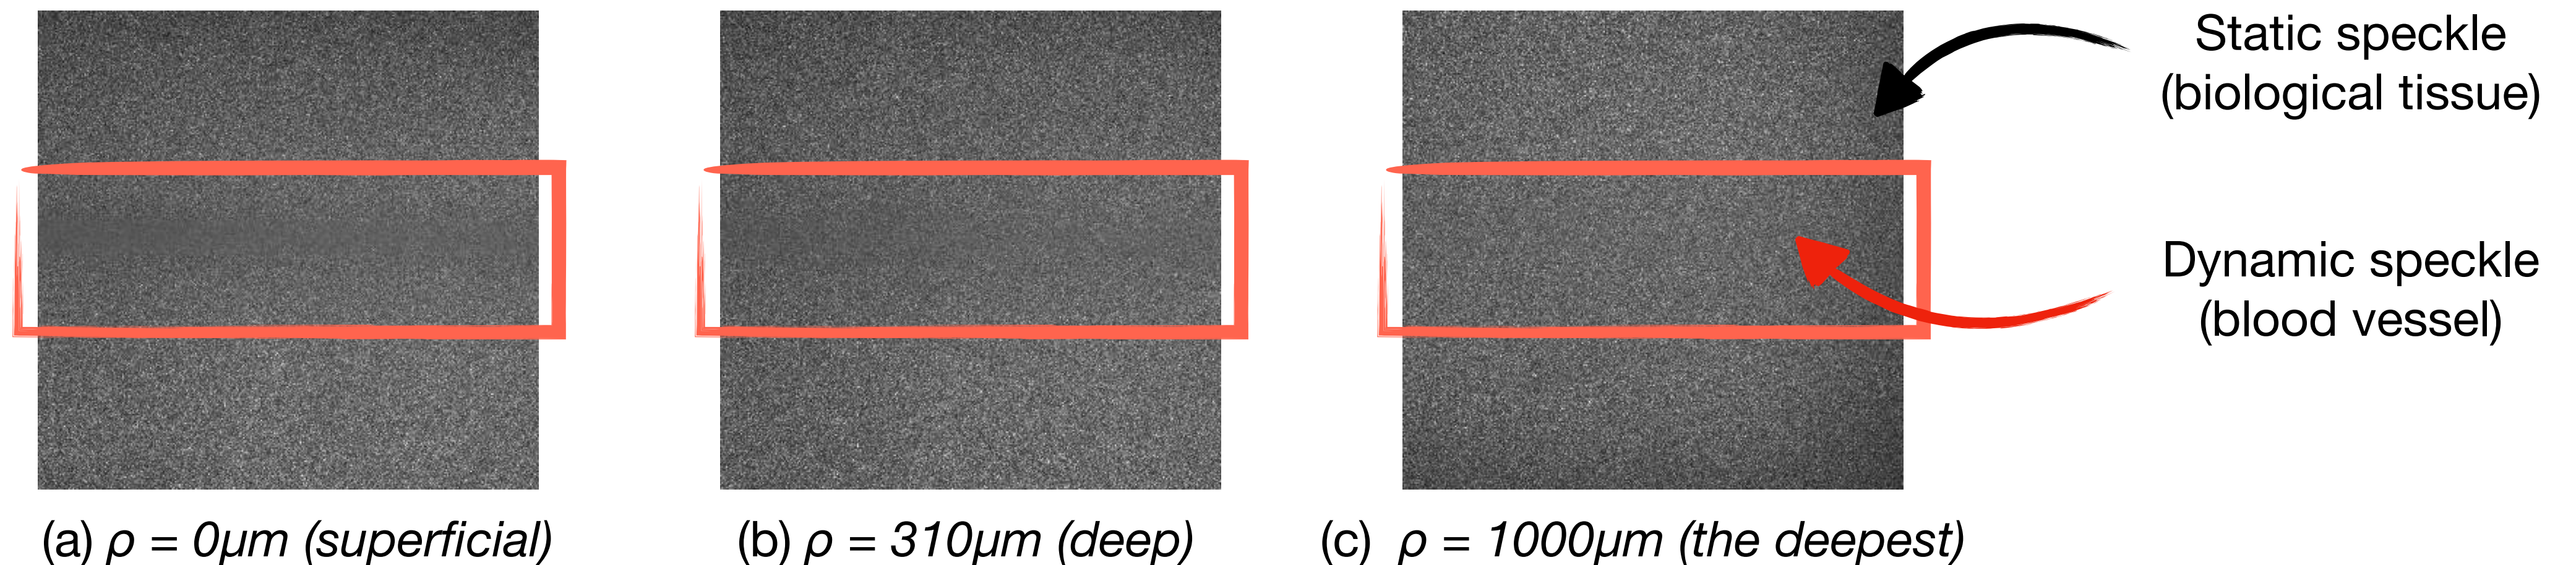 Static speckle
(biological tissue)
Dynamic speckle
(blood vessel)
(a) ρ = 0μm (superficial)
(b) ρ = 310μm (deep)
(c) ρ = 1000μm (the deepest)